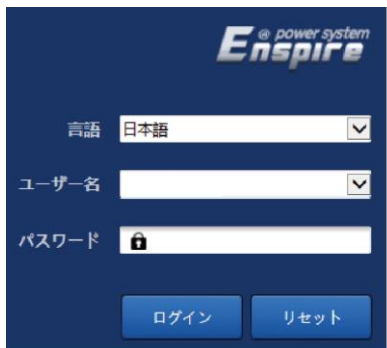 @ power system
Enspire
言語 日本語
ユーザー名
パスワード
ログイン リセット